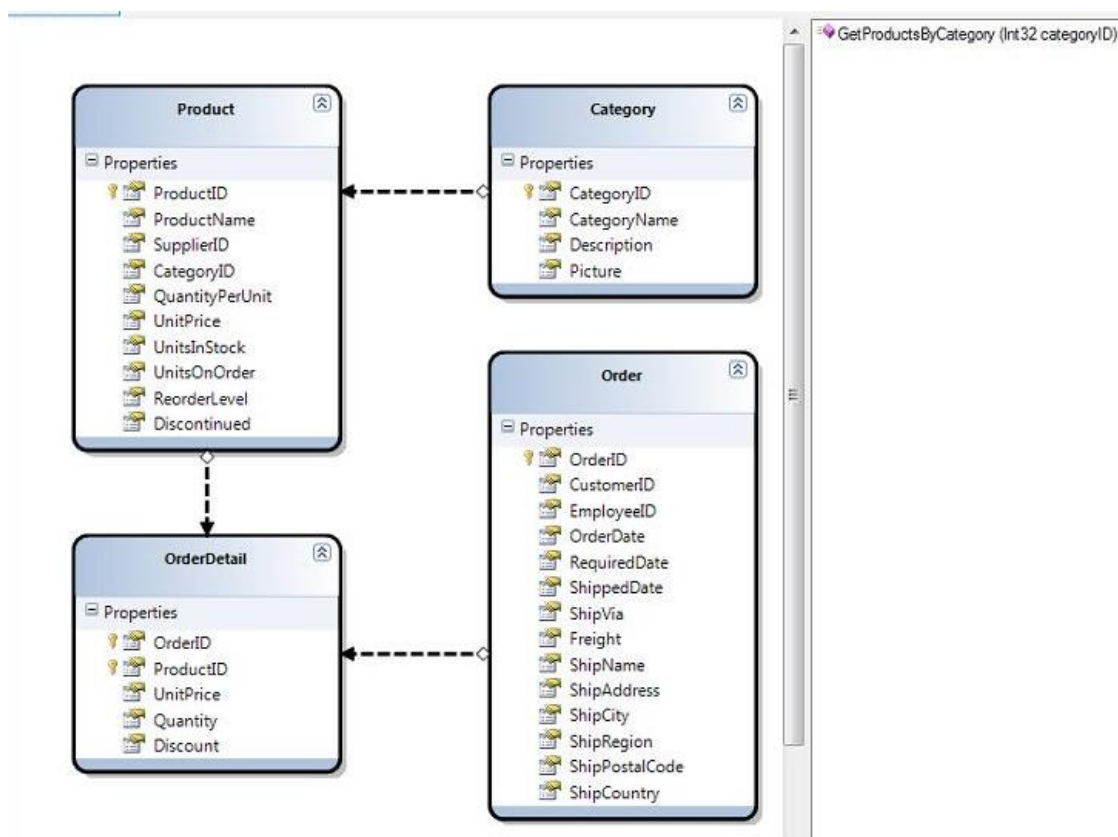 GetProductsByCategory (Int32 categoryID)
Product
Properties
ProductID
ProductName
SupplierID
CategoryID
QuantityPerUnit
UnitPrice
UnitsInStock
UnitsOnOrder
ReorderLevel
Discontinued
Category
Properties
CategoryID
CategoryName
Description
Picture
OrderDetail
Properties
OrderID
ProductID
UnitPrice
Quantity
Discount
Order
Properties
OrderID
CustomerID
EmployeeID
OrderDate
RequiredDate
ShippedDate
ShipVia
Freight
ShipName
ShipAddress
ShipCity
ShipRegion
ShipPostalCode
ShipCountry